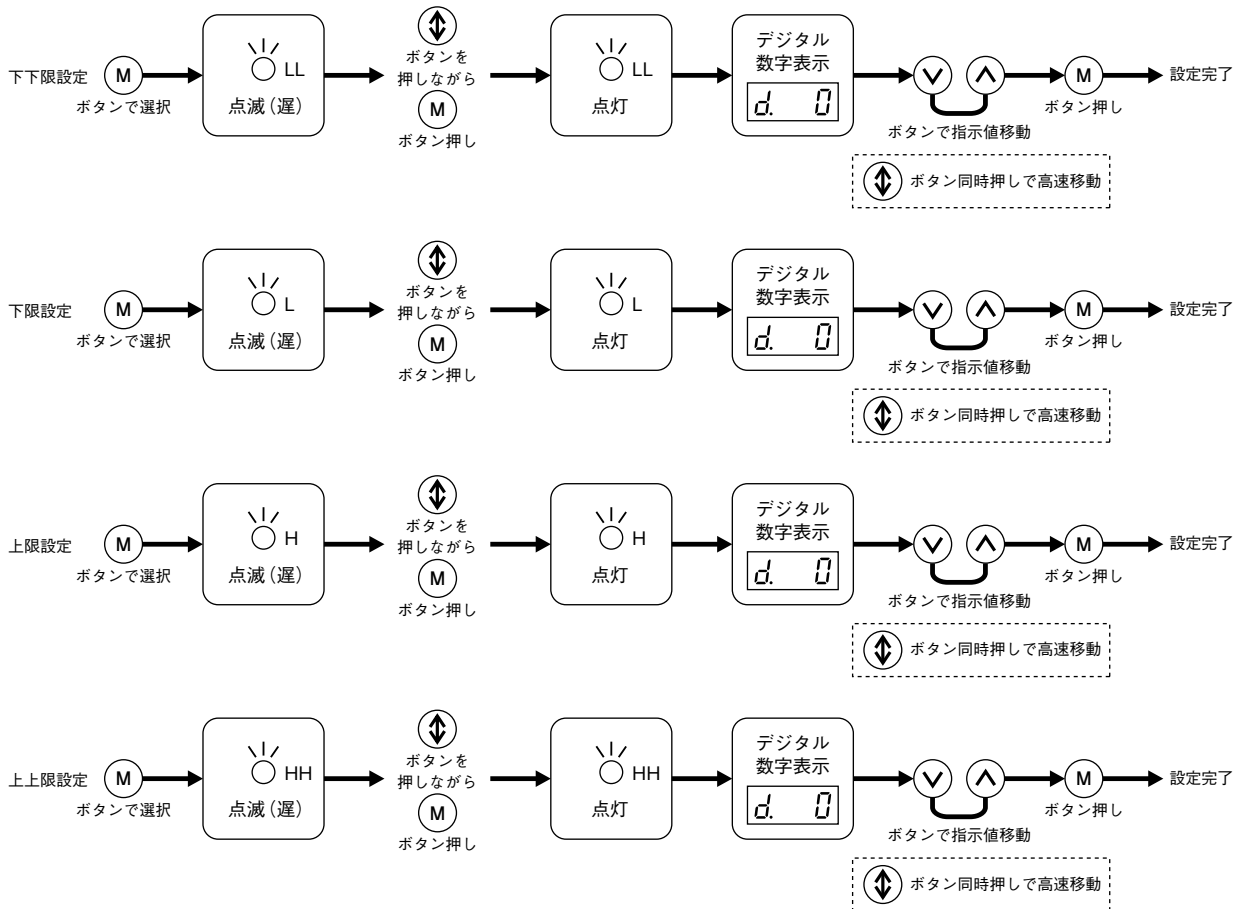 下下限設定
M
ボタンで選択
LL
点滅（遅）
ボタンを
押しながら
M
ボタン押し
LL
点灯
デジタル
数字表示
d. 0
ボタンで指示値移動
M
ボタン押し
設定完了
ボタン同時押しで高速移動
下限設定
M
ボタンで選択
L
点滅（遅）
ボタンを
押しながら
M
ボタン押し
L
点灯
デジタル
数字表示
d. 0
ボタンで指示値移動
M
ボタン押し
設定完了
ボタン同時押しで高速移動
上限設定
M
ボタンで選択
H
点滅（遅）
ボタンを
押しながら
M
ボタン押し
H
点灯
デジタル
数字表示
d. 0
ボタンで指示値移動
M
ボタン押し
設定完了
ボタン同時押しで高速移動
上上限設定
M
ボタンで選択
HH
点滅（遅）
ボタンを
押しながら
M
ボタン押し
HH
点灯
デジタル
数字表示
d. 0
ボタンで指示値移動
M
ボタン押し
設定完了
ボタン同時押しで高速移動